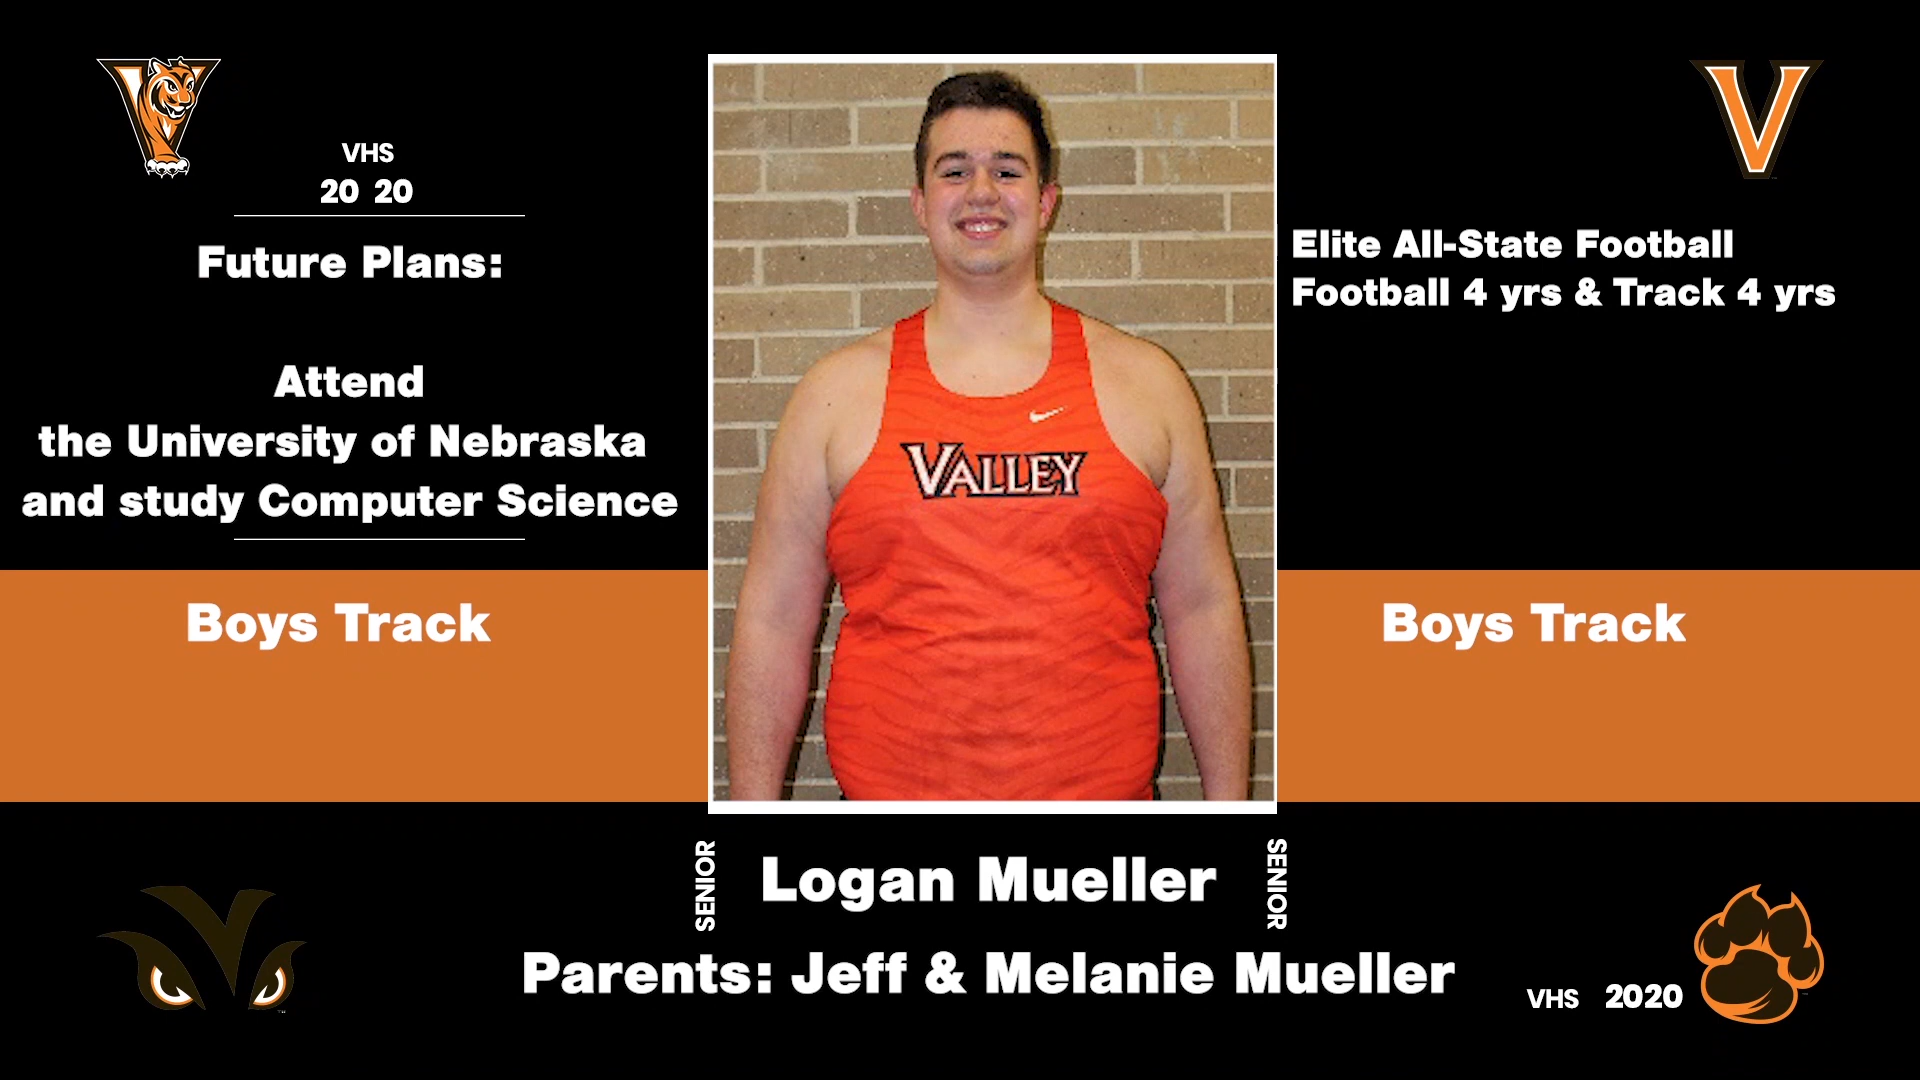 VHS
20 20
Future Plans:
Attend
the University of Nebraska
and study Computer Science
Boys Track
VALLEY
V
Elite All-State Football
Football 4 yrs & Track 4 yrs
Boys Track
SENIOR
Logan Mueller
SENIOR
Parents: Jeff & Melanie Mueller
VHS 2020